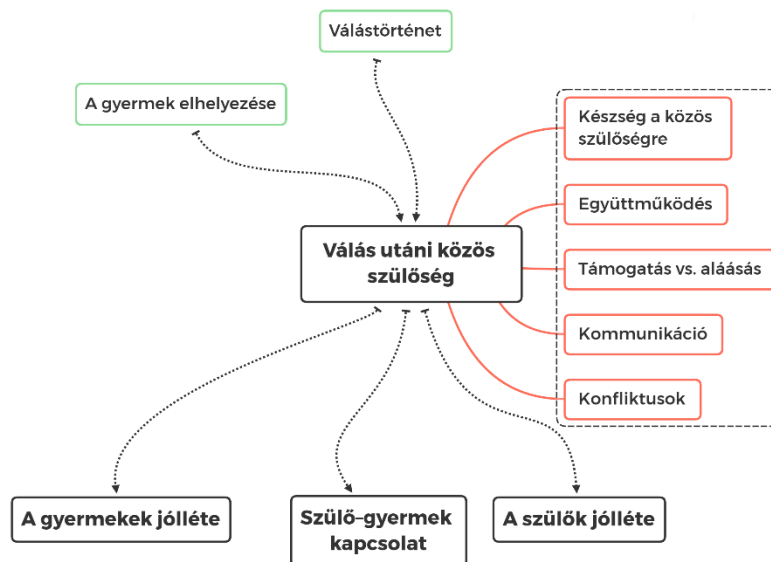 Válástörténet
A gyermek elhelyezése
Készség a közös
szülőségre
Együttműködés
Válás utáni közös
szülőség
Támogatás vs. aláásás
Kommunikáció
Konfliktusok
A gyermekek jólléte
Szülő–gyermek
kapcsolat
A szülők jólléte